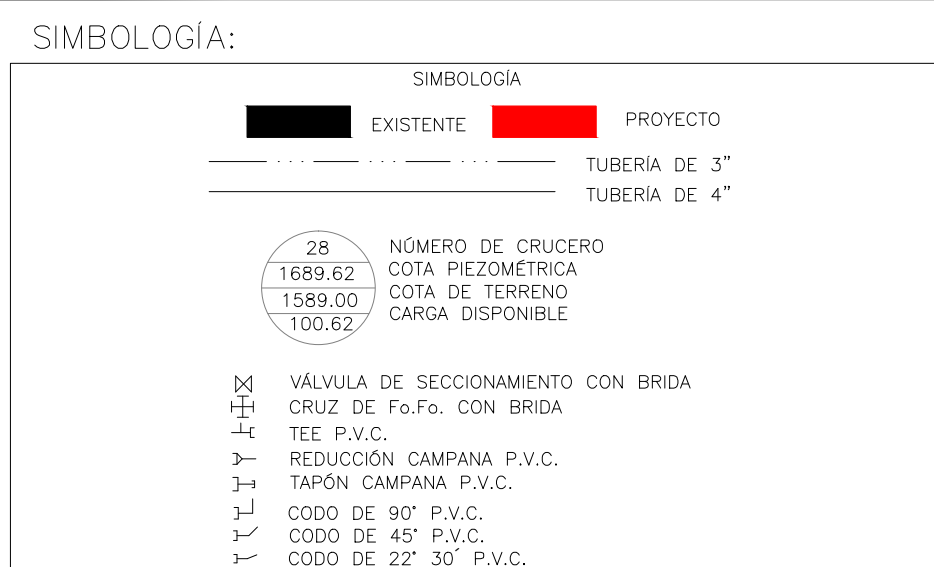 SIMBOLOGÍA:
SIMBOLOGÍA
EXISTENTE PROYECTO
TUBERÍA DE 3"
TUBERÍA DE 4"
28 NÚMERO DE CRUCERO
1689.62 COTA PIEZOMÉTRICA
1589.00 COTA DE TERRENO
100.62 CARGA DISPONIBLE
VÁLVULA DE SECCIONAMIENTO CON BRIDA
CRUZ DE Fo.Fo. CON BRIDA
TEE P.V.C.
REDUCCIÓN CAMPANA P.V.C.
TAPÓN CAMPANA P.V.C.
CODO DE 90° P.V.C.
CODO DE 45° P.V.C.
CODO DE 22° 30´ P.V.C.